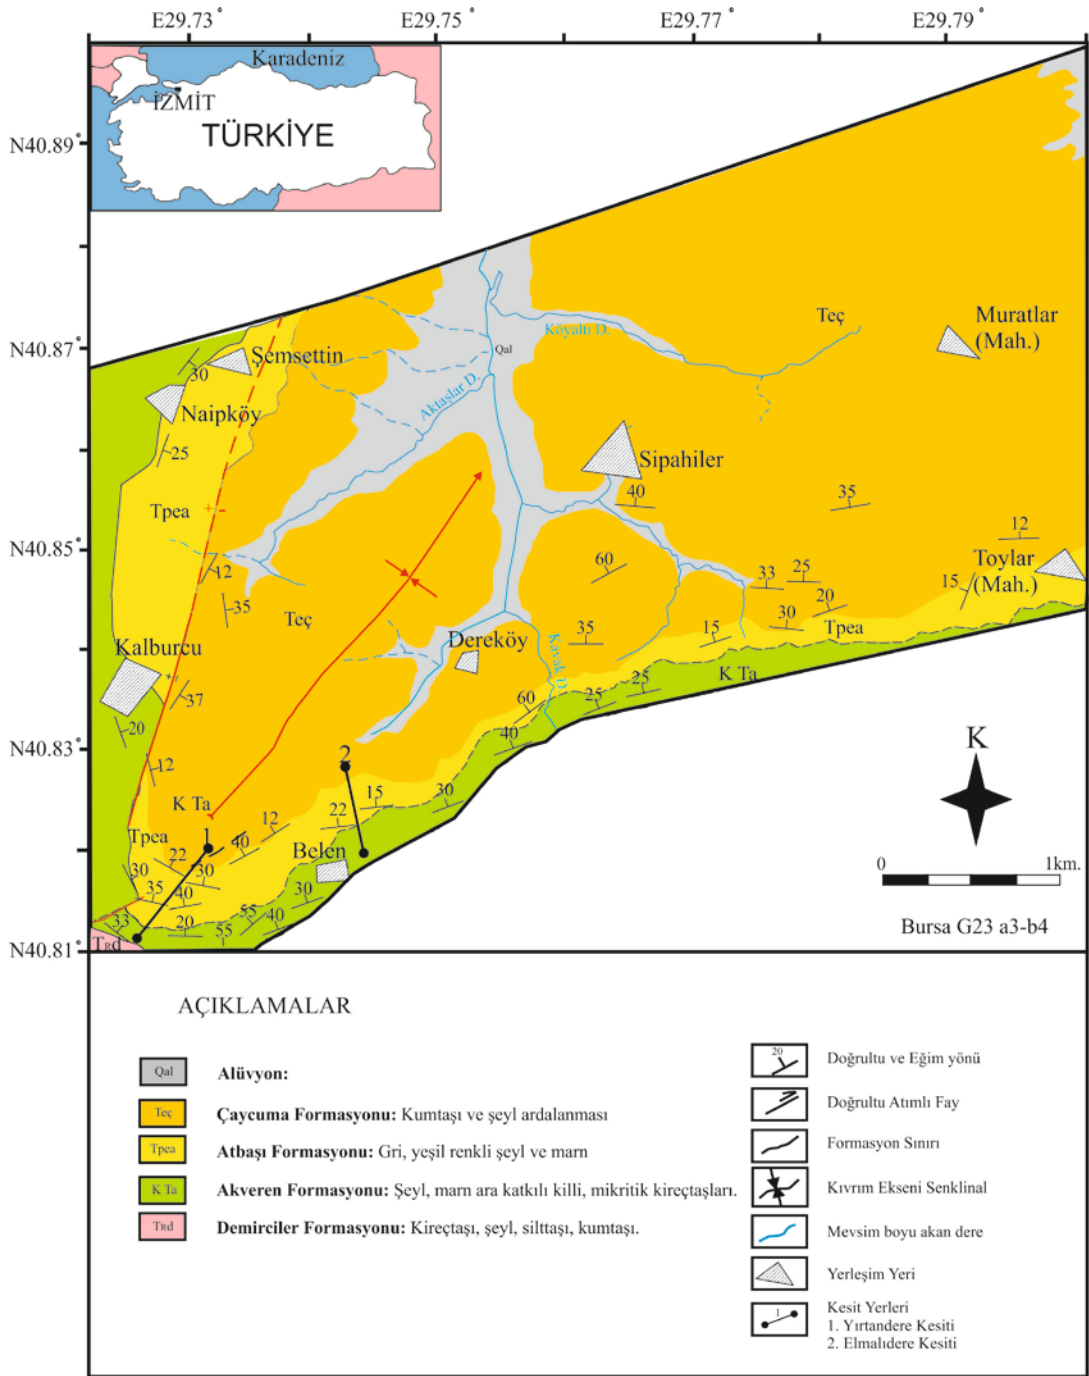 E29.73° E29.75° E29.77° E29.79°
Karadeniz
İZMİT
TÜRKİYE
N40.89°
N40.87°
N40.85°
N40.83°
N40.81°
Teç
Muratlar
(Mah.)
Köyaltı D.
Qal
Şemsettin
30
Aktaşlar D.
Naipköy
25
Sipahiler
40
35
Tpea
+ -
12
12
60
Toylar
(Mah.)
33
25
15
35
20
Teç
30
Tpea
15
35
Dereköy
Kavak D.
Kalburcu
K Ta
25
25
37
60
20
40
K
12
2
K Ta
15
30
12
22
Tpea
1
40
22
Belen
0 1km.
30
30
35
40
30
55
40
33
20
55
TRd
Bursa G23 a3-b4
AÇIKLAMALAR
Qal Alüvyon:
Teç Çaycuma Formasyonu: Kumtaşı ve şeyl ardalanması
Tpea Atbaşı Formasyonu: Gri, yeşil renkli şeyl ve marn
K Ta Akveren Formasyonu: Şeyl, marn ara katkılı killi, mikritik kireçtaşları.
TRd Demirciler Formasyonu: Kireçtaşı, şeyl, silttaşı, kumtaşı.
20 Doğrultu ve Eğim yönü
Doğrultu Atımlı Fay
Formasyon Sınırı
Kıvrım Ekseni Senklinal
Mevsim boyu akan dere
Yerleşim Yeri
1 Kesit Yerleri
1. Yırtandere Kesiti
2. Elmalıdere Kesiti